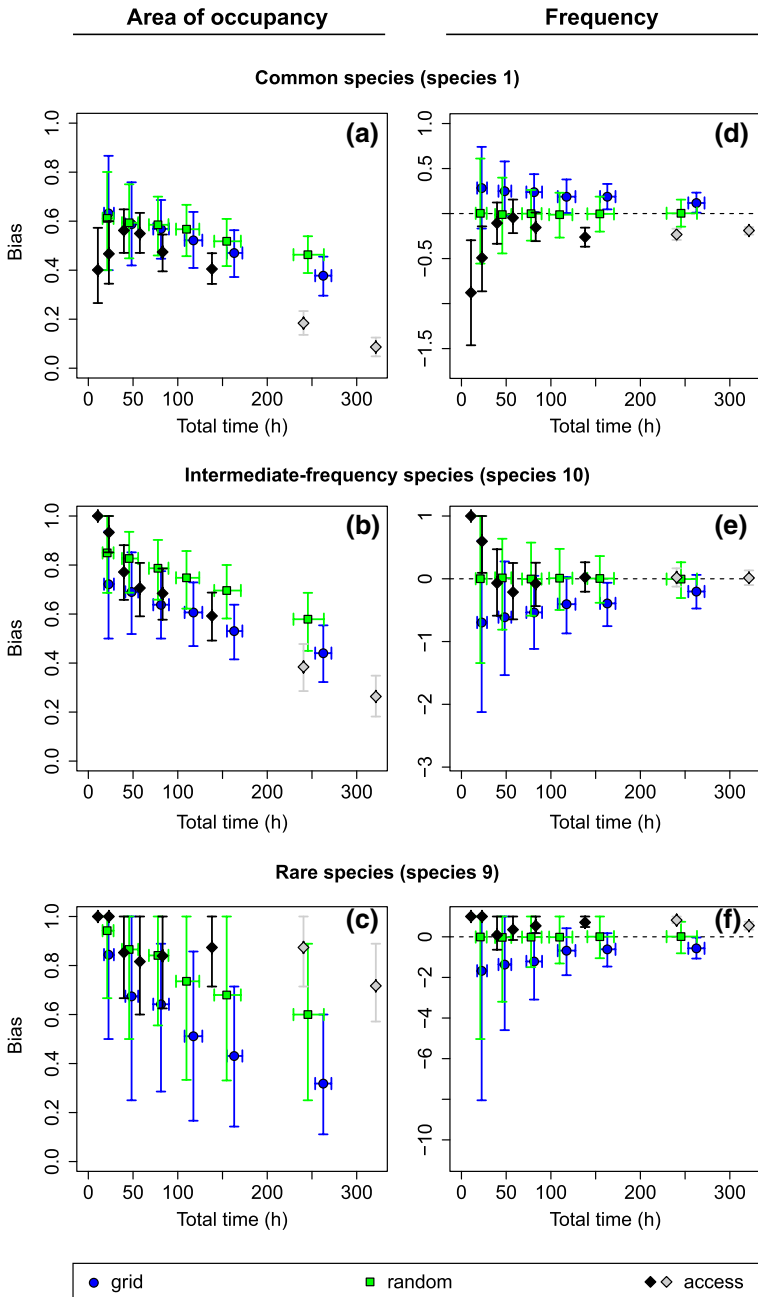 Area of occupancy
Frequency
Common species (species 1)
(a)
Bias
0.0 0.2 0.4 0.6 0.8 1.0
0 50 100 200 300
Total time (h)
(d)
−1.5 −0.5 0.5 1.0
0 50 100 200 300
Total time (h)
Intermediate-frequency species (species 10)
(b)
Bias
0.0 0.2 0.4 0.6 0.8 1.0
0 50 100 200 300
Total time (h)
(e)
−3 −2 −1 0 1
0 50 100 200 300
Total time (h)
Rare species (species 9)
(c)
Bias
0.0 0.2 0.4 0.6 0.8 1.0
0 50 100 200 300
Total time (h)
(f)
−10 −6 −4 −2 0
0 50 100 200 300
Total time (h)
grid random access